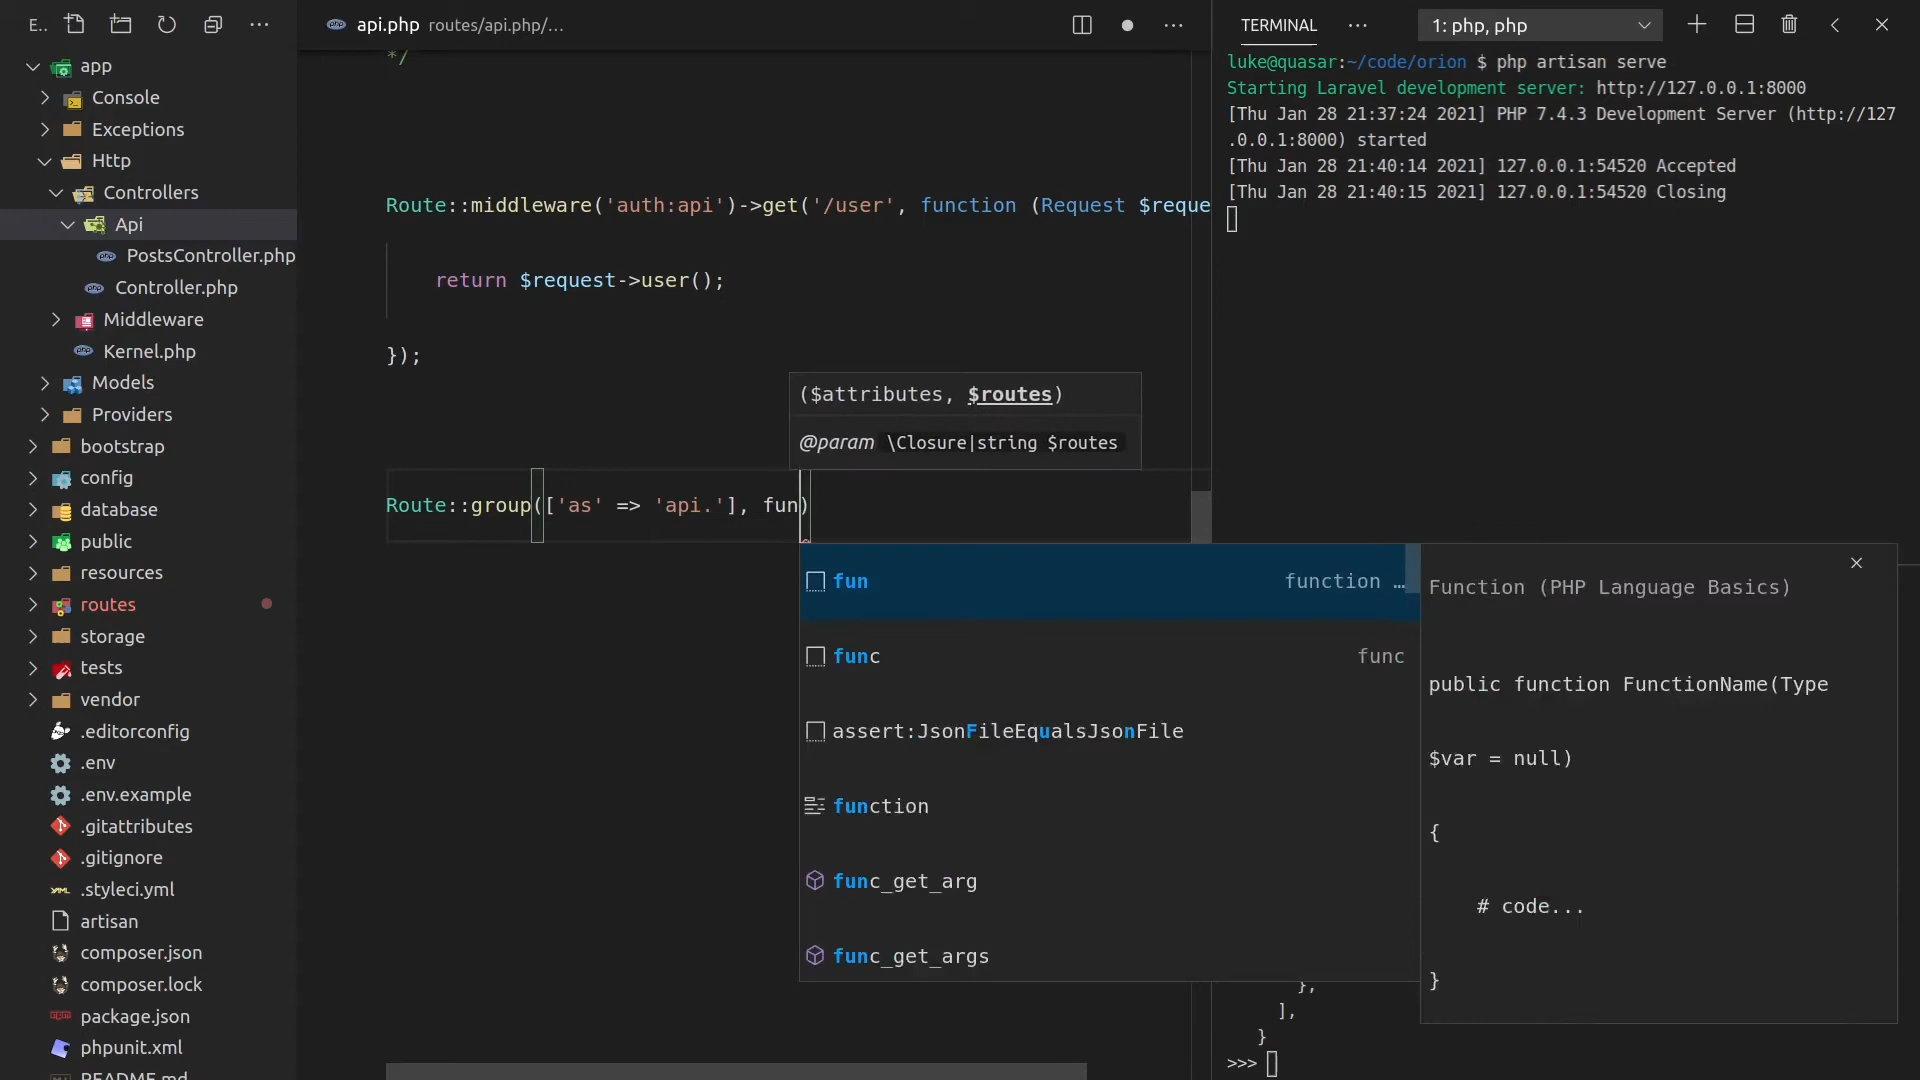 E..
api.php routes/api.php/...
TERMINAL
1: php, php
app
Console
Exceptions
Http
Controllers
Api
PostsController.php
Controller.php
Middleware
Kernel.php
Models
Providers
bootstrap
config
database
public
resources
routes
storage
tests
vendor
.editorconfig
.env
.env.example
.gitattributes
.gitignore
.styleci.yml
artisan
composer.json
composer.lock
package.json
phpunit.xml
README.md
*/
Route::middleware('auth:api')->get('/user', function (Request $reque
return $request->user();
});
($attributes, $routes)
@param \Closure|string $routes
Route::group(['as' => 'api.'], fun)
fun function …
func func
assert:JsonFileEqualsJsonFile
function
func_get_arg
func_get_args
Function (PHP Language Basics)
public function FunctionName(Type
$var = null)
{
# code...
}
luke@quasar:~/code/orion $ php artisan serve
Starting Laravel development server: http://127.0.0.1:8000
[Thu Jan 28 21:37:24 2021] PHP 7.4.3 Development Server (http://127
.0.0.1:8000) started
[Thu Jan 28 21:40:14 2021] 127.0.0.1:54520 Accepted
[Thu Jan 28 21:40:15 2021] 127.0.0.1:54520 Closing
},
],
}
>>>